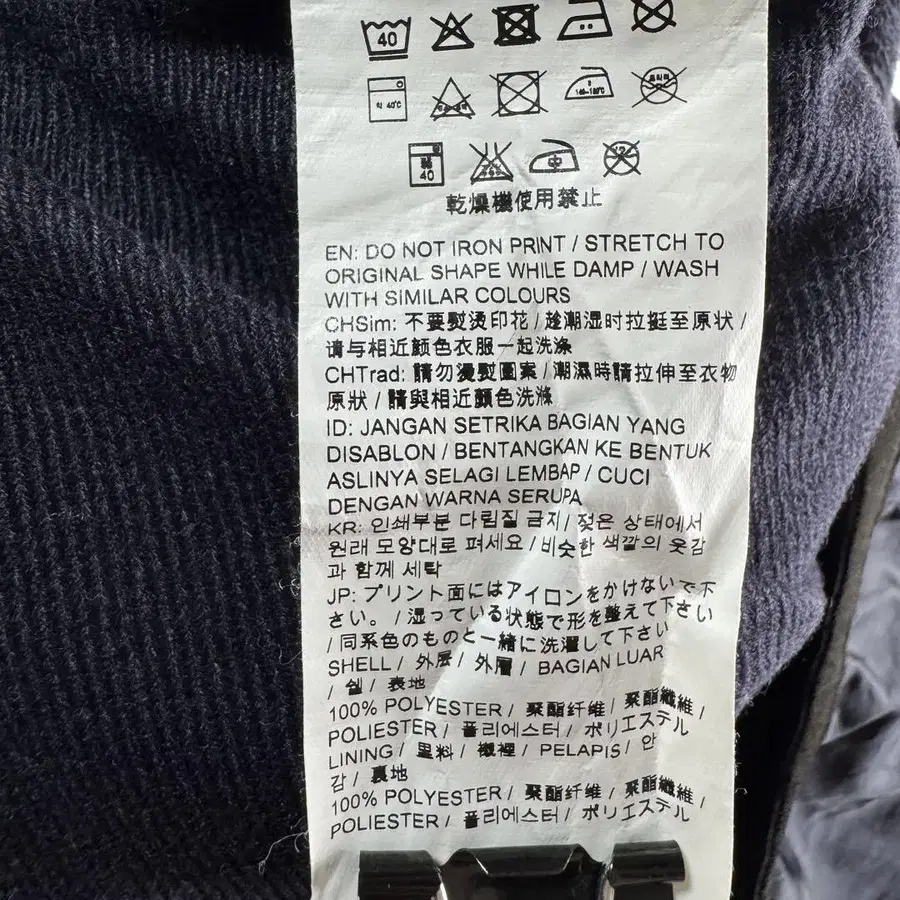 40
약 40℃
140~160℃
드라이
40
中
乾燥機使用禁止
EN: DO NOT IRON PRINT / STRETCH TO
ORIGINAL SHAPE WHILE DAMP / WASH
WITH SIMILAR COLOURS
CHSim: 不要熨烫印花 / 趁潮湿时拉挺至原状 /
请与相近颜色衣服一起洗涤
CHTrad: 請勿燙熨圖案 / 潮濕時請拉伸至衣物
原狀 / 請與相近顏色洗滌
ID: JANGAN SETRIKA BAGIAN YANG
DISABLON / BENTANGKAN KE BENTUK
ASLINYA SELAGI LEMBAP / CUCI
DENGAN WARNA SERUPA
KR: 인쇄부분 다림질 금지 / 젖은 상태에서
원래 모양대로 펴세요 / 비슷한 색깔의 옷감
과 함께 세탁
JP: プリント面にはアイロンをかけないで下
さい。 / 湿っている状態で形を整えて下さい
/ 同系色のものと一緒に洗濯して下さい
SHELL / 外层 / 外層 / BAGIAN LUAR
/ 쉘 / 表地
100% POLYESTER / 聚酯纤维 / 聚酯纖維 /
POLIESTER / 폴리에스터 / ポリエステル
LINING / 里料 / 襯裡 / PELAPIS / 안
감 / 裏地
100% POLYESTER / 聚酯纤维 / 聚酯纖維 /
POLIESTER / 폴리에스터 / ポリエステル